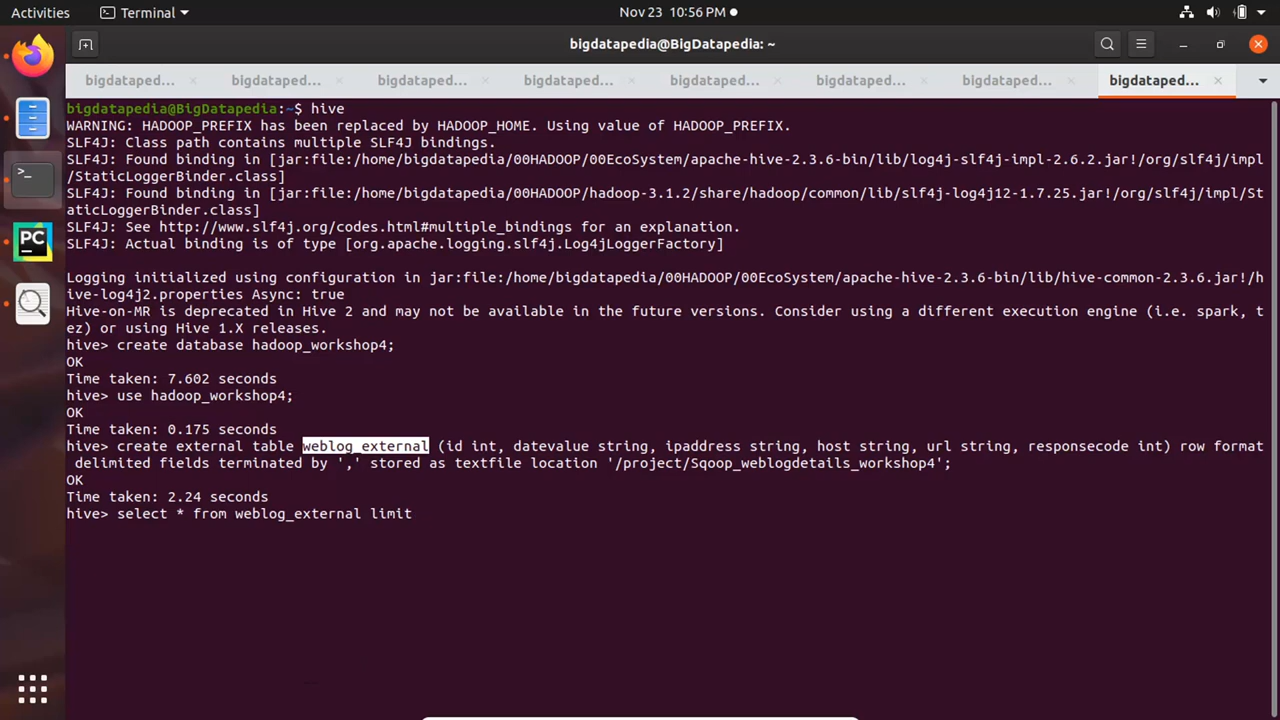 Activities
Terminal
Nov 23 10:56 PM
bigdatapedia@BigDatapedia: ~
bigdataped... bigdataped... bigdataped... bigdataped... bigdataped... bigdataped... bigdataped... bigdataped...
bigdatapedia@BigDatapedia:~$ hive
WARNING: HADOOP_PREFIX has been replaced by HADOOP_HOME. Using value of HADOOP_PREFIX.
SLF4J: Class path contains multiple SLF4J bindings.
SLF4J: Found binding in [jar:file:/home/bigdatapedia/00HADOOP/00EcoSystem/apache-hive-2.3.6-bin/lib/log4j-slf4j-impl-2.6.2.jar!/org/slf4j/impl
/StaticLoggerBinder.class]
SLF4J: Found binding in [jar:file:/home/bigdatapedia/00HADOOP/hadoop-3.1.2/share/hadoop/common/lib/slf4j-log4j12-1.7.25.jar!/org/slf4j/impl/St
aticLoggerBinder.class]
SLF4J: See http://www.slf4j.org/codes.html#multiple_bindings for an explanation.
SLF4J: Actual binding is of type [org.apache.logging.slf4j.Log4jLoggerFactory]
Logging initialized using configuration in jar:file:/home/bigdatapedia/00HADOOP/00EcoSystem/apache-hive-2.3.6-bin/lib/hive-common-2.3.6.jar!/h
ive-log4j2.properties Async: true
Hive-on-MR is deprecated in Hive 2 and may not be available in the future versions. Consider using a different execution engine (i.e. spark, t
ez) or using Hive 1.X releases.
hive> create database hadoop_workshop4;
OK
Time taken: 7.602 seconds
hive> use hadoop_workshop4;
OK
Time taken: 0.175 seconds
hive> create external table weblog_external (id int, datevalue string, ipaddress string, host string, url string, responsecode int) row format
delimited fields terminated by ',' stored as textfile location '/project/Sqoop_weblogdetails_workshop4';
OK
Time taken: 2.24 seconds
hive> select * from weblog_external limit
>_
PC